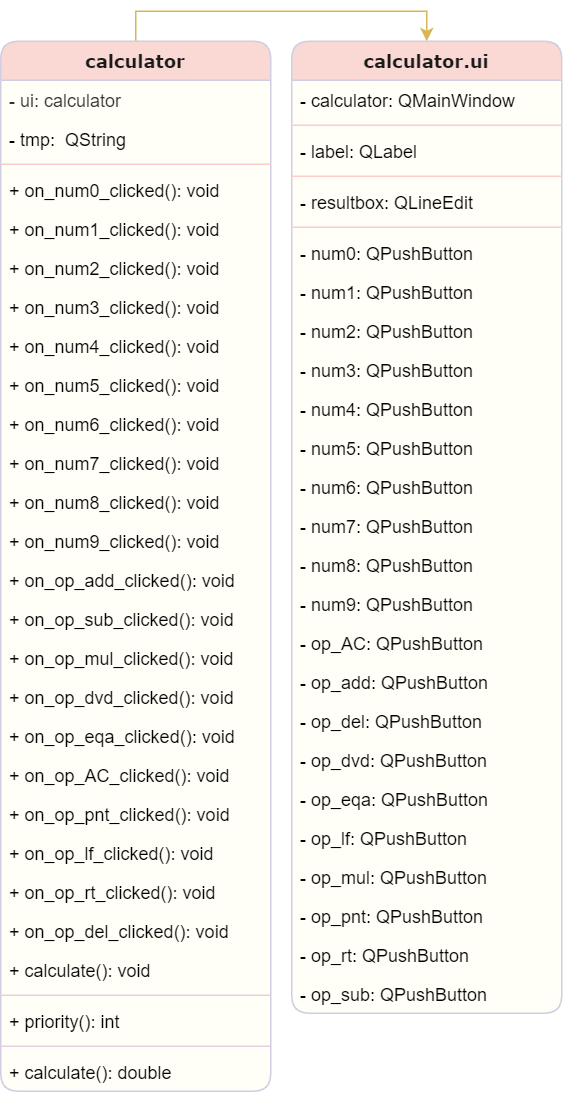 calculator
- ui: calculator
- tmp:  QString
+ on_num0_clicked(): void
+ on_num1_clicked(): void
+ on_num2_clicked(): void
+ on_num3_clicked(): void
+ on_num4_clicked(): void
+ on_num5_clicked(): void
+ on_num6_clicked(): void
+ on_num7_clicked(): void
+ on_num8_clicked(): void
+ on_num9_clicked(): void
+ on_op_add_clicked(): void
+ on_op_sub_clicked(): void
+ on_op_mul_clicked(): void
+ on_op_dvd_clicked(): void
+ on_op_eqa_clicked(): void
+ on_op_AC_clicked(): void
+ on_op_pnt_clicked(): void
+ on_op_lf_clicked(): void
+ on_op_rt_clicked(): void
+ on_op_del_clicked(): void
+ calculate(): void
+ priority(): int
+ calculate(): double
calculator.ui
- calculator: QMainWindow
- label: QLabel
- resultbox: QLineEdit
- num0: QPushButton
- num1: QPushButton
- num2: QPushButton
- num3: QPushButton
- num4: QPushButton
- num5: QPushButton
- num6: QPushButton
- num7: QPushButton
- num8: QPushButton
- num9: QPushButton
- op_AC: QPushButton
- op_add: QPushButton
- op_del: QPushButton
- op_dvd: QPushButton
- op_eqa: QPushButton
- op_lf: QPushButton
- op_mul: QPushButton
- op_pnt: QPushButton
- op_rt: QPushButton
- op_sub: QPushButton